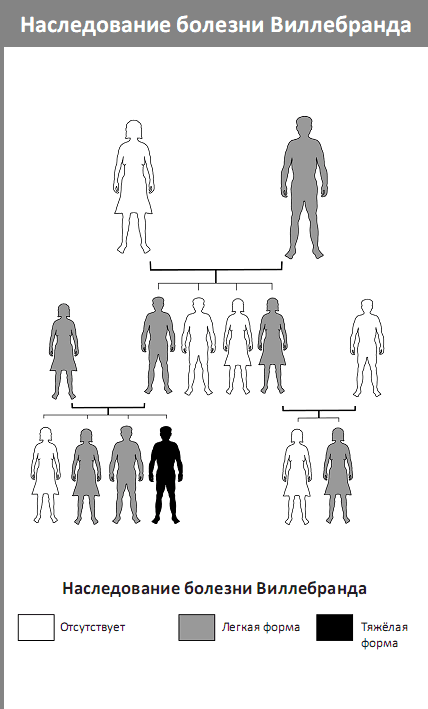 Наследование болезни Виллебранда
Наследование болезни Виллебранда
Отсутствует
Легкая форма
Тяжёлая
форма